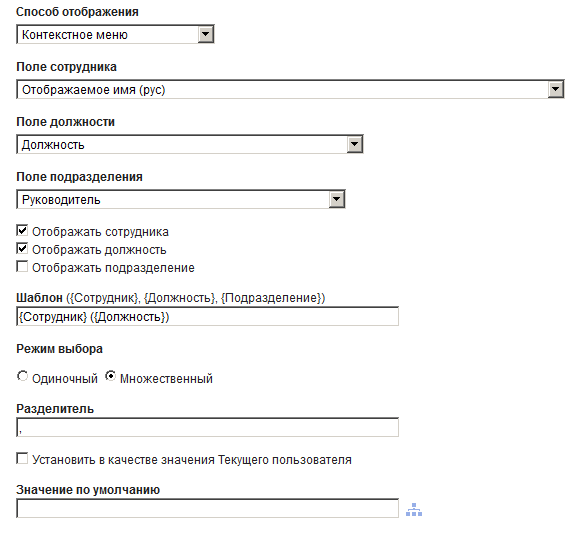 Способ отображения
Контекстное меню
Поле сотрудника
Отображаемое имя (рус)
Поле должности
Должность
Поле подразделения
Руководитель
Отображать сотрудника
Отображать должность
Отображать подразделение
Шаблон ({Сотрудник}, {Должность}, {Подразделение})
{Сотрудник} ({Должность})
Режим выбора
Одиночный Множественный
Разделитель
,
Установить в качестве значения Текущего пользователя
Значение по умолчанию